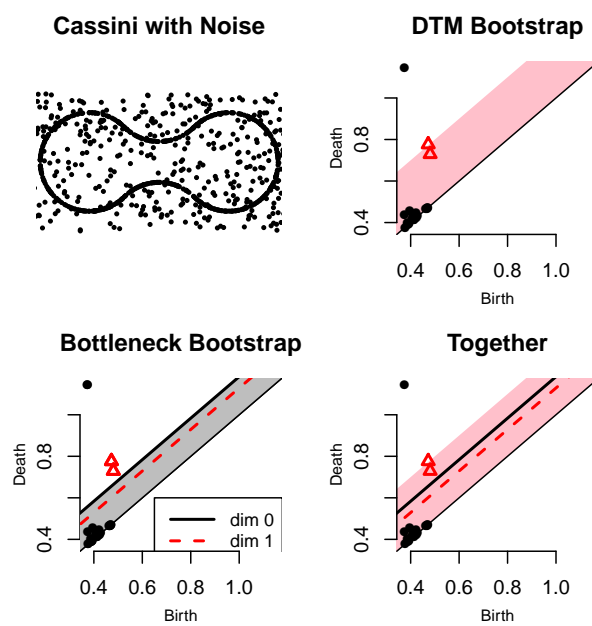 Cassini with Noise
DTM Bootstrap
Death
0.4 0.8
0.4 0.6 0.8 1.0
Birth
Bottleneck Bootstrap
Death
0.4 0.8
0.4 0.6 0.8 1.0
Birth
dim 0
dim 1
Together
Death
0.4 0.8
0.4 0.6 0.8 1.0
Birth